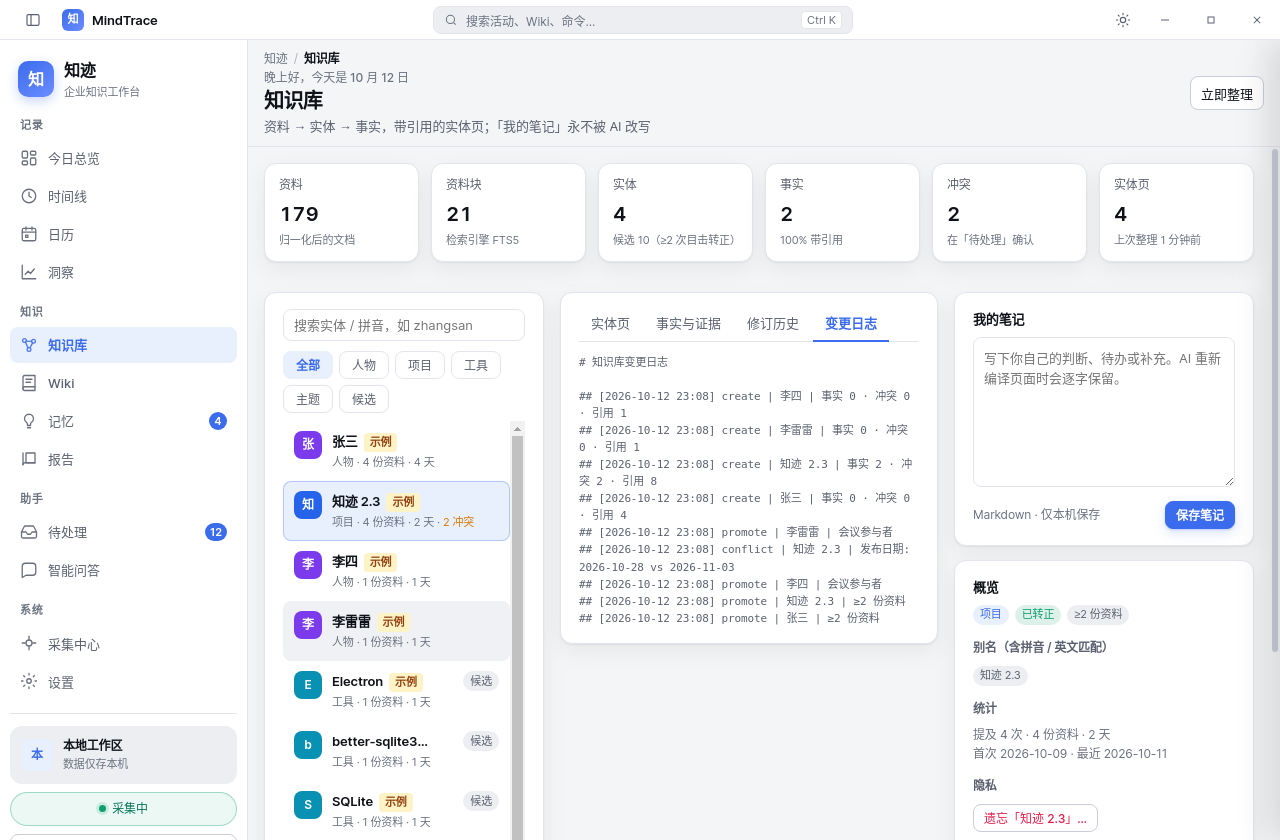 知 MindTrace
搜索活动、Wiki、命令... Ctrl K
知 知迹
企业知识工作台
记录
今日总览
时间线
日历
洞察
知识
知识库
Wiki
记忆 4
报告
助手
待处理 12
智能问答
系统
采集中心
设置
本 本地工作区
数据仅存本机
采集中
知迹 / 知识库
晚上好，今天是 10 月 12 日
知识库
资料 → 实体 → 事实，带引用的实体页；「我的笔记」永不被 AI 改写
立即整理
资料
179
归一化后的文档
资料块
21
检索引擎 FTS5
实体
4
候选 10（≥2 次目击转正）
事实
2
100% 带引用
冲突
2
在「待处理」确认
实体页
4
上次整理 1 分钟前
搜索实体 / 拼音，如 zhangsan
全部 人物 项目 工具
主题 候选
张 张三 示例
人物 · 4 份资料 · 4 天
知 知迹 2.3 示例
项目 · 4 份资料 · 2 天 · 2 冲突
李 李四 示例
人物 · 1 份资料 · 1 天
李 李雷雷 示例
人物 · 1 份资料 · 1 天
E Electron 示例 候选
工具 · 1 份资料 · 1 天
b better-sqlite3... 候选
工具 · 1 份资料 · 1 天
S SQLite 示例 候选
工具 · 1 份资料 · 1 天
实体页 事实与证据 修订历史 变更日志
# 知识库变更日志
## [2026-10-12 23:08] create | 李四 | 事实 0 · 冲突 0
· 引用 1
## [2026-10-12 23:08] create | 李雷雷 | 事实 0 · 冲突
0 · 引用 1
## [2026-10-12 23:08] create | 知迹 2.3 | 事实 2 · 冲
突 2 · 引用 8
## [2026-10-12 23:08] create | 张三 | 事实 0 · 冲突 0
· 引用 4
## [2026-10-12 23:08] promote | 李雷雷 | 会议参与者
## [2026-10-12 23:08] conflict | 知迹 2.3 | 发布日期:
2026-10-28 vs 2026-11-03
## [2026-10-12 23:08] promote | 李四 | 会议参与者
## [2026-10-12 23:08] promote | 知迹 2.3 | ≥2 份资料
## [2026-10-12 23:08] promote | 张三 | ≥2 份资料
我的笔记
写下你自己的判断、待办或补充。AI 重新
编译页面时会逐字保留。
Markdown · 仅本机保存 保存笔记
概览
项目 已转正 ≥2 份资料
别名（含拼音 / 英文匹配）
知迹 2.3
统计
提及 4 次 · 4 份资料 · 2 天
首次 2026-10-09 · 最近 2026-10-11
隐私
遗忘「知迹 2.3」...